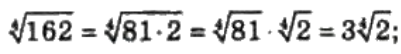 ∜162 = ∜81·2 = ∜81 · ∜2 = 3∜2;